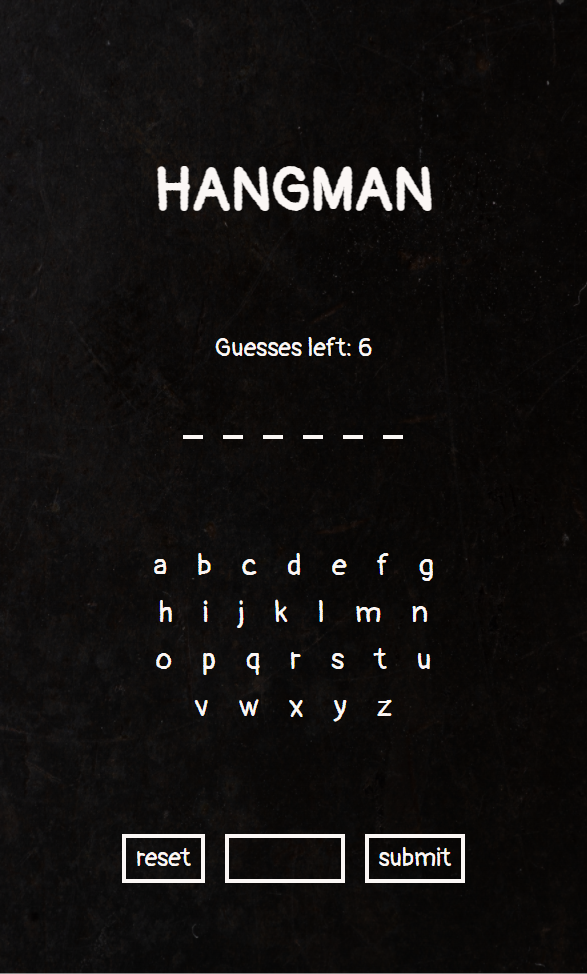 HANGMAN
Guesses left: 6
_ _ _ _ _ _
a b c d e f g
h i j k l m n
o p q r s t u
v w x y z
reset submit